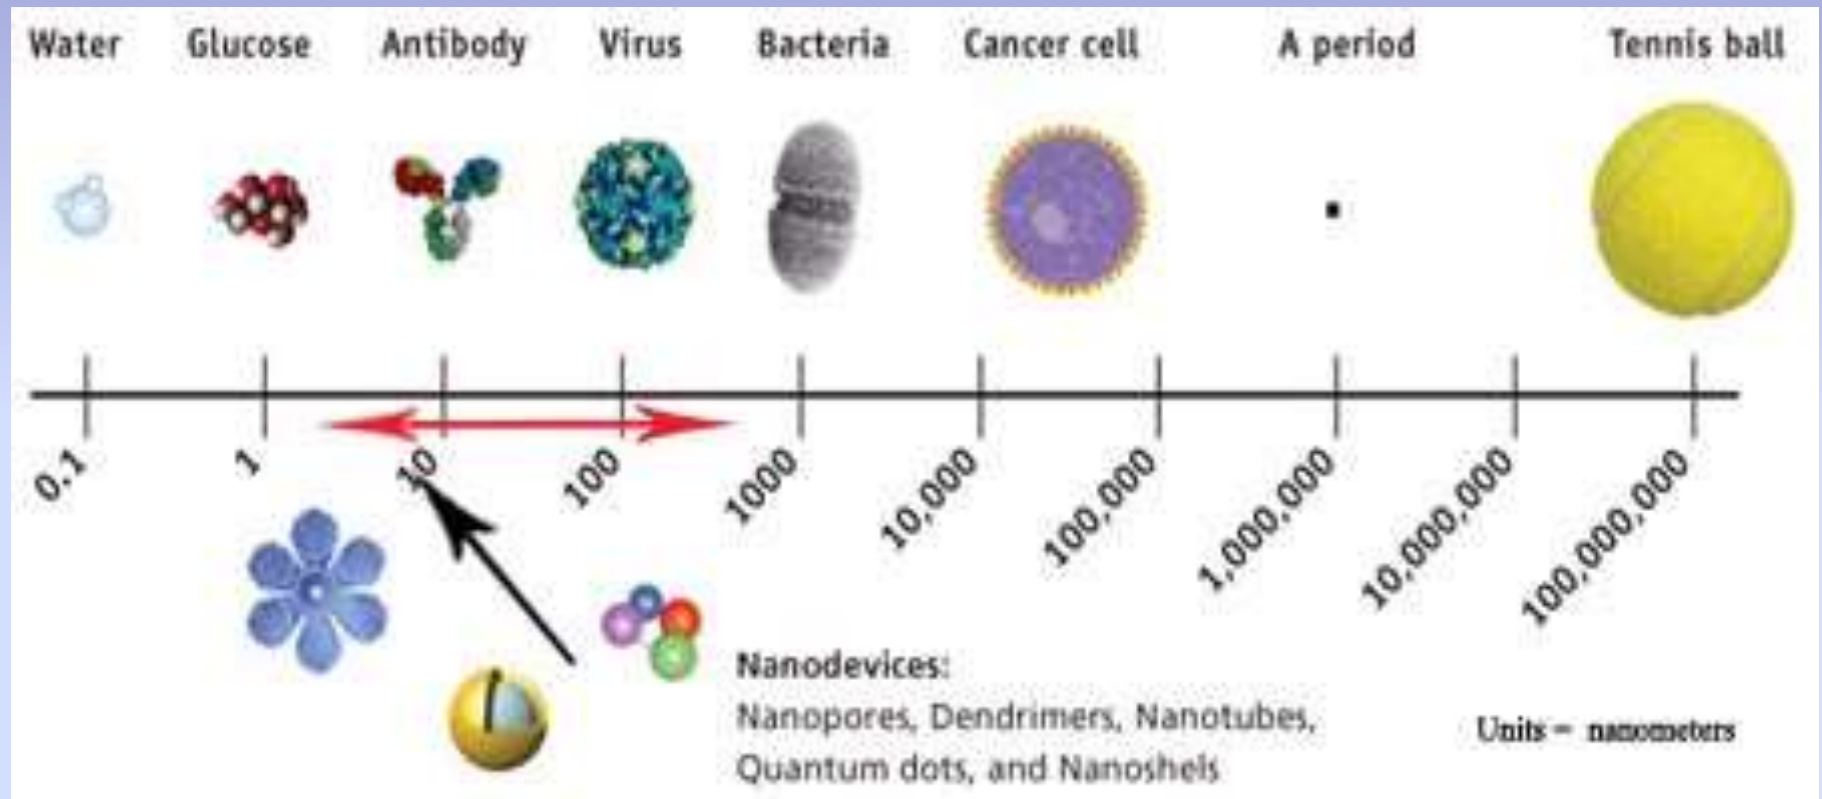 Water Glucose Antibody Virus Bacteria Cancer cell A period Tennis ball
0.1 1 10 100 1000 10,000 100,000 1,000,000 10,000,000 100,000,000
Nanodevices:
Nanopores, Dendrimers, Nanotubes,
Quantum dots, and Nanoshels
Units = nanometers